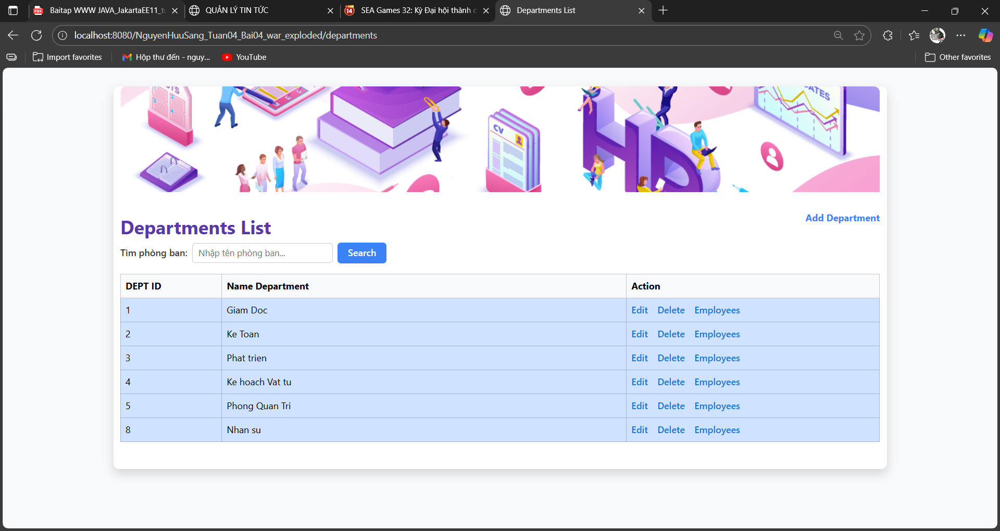 Baitap WWW JAVA_JakartaEE11_tu
QUẢN LÝ TIN TỨC
SEA Games 32: Kỳ Đại hội thành c
Departments List
localhost:8080/NguyenHuuSang_Tuan04_Bai04_war_exploded/departments
Import favorites
Hộp thư đến - nguy...
YouTube
Other favorites
CV
HD
ATES
Add Department
Departments List
Tìm phòng ban:
Nhập tên phòng ban...
Search
DEPT ID Name Department Action
1 Giam Doc Edit Delete Employees
2 Ke Toan Edit Delete Employees
3 Phat trien Edit Delete Employees
4 Ke hoach Vat tu Edit Delete Employees
5 Phong Quan Tri Edit Delete Employees
8 Nhan su Edit Delete Employees